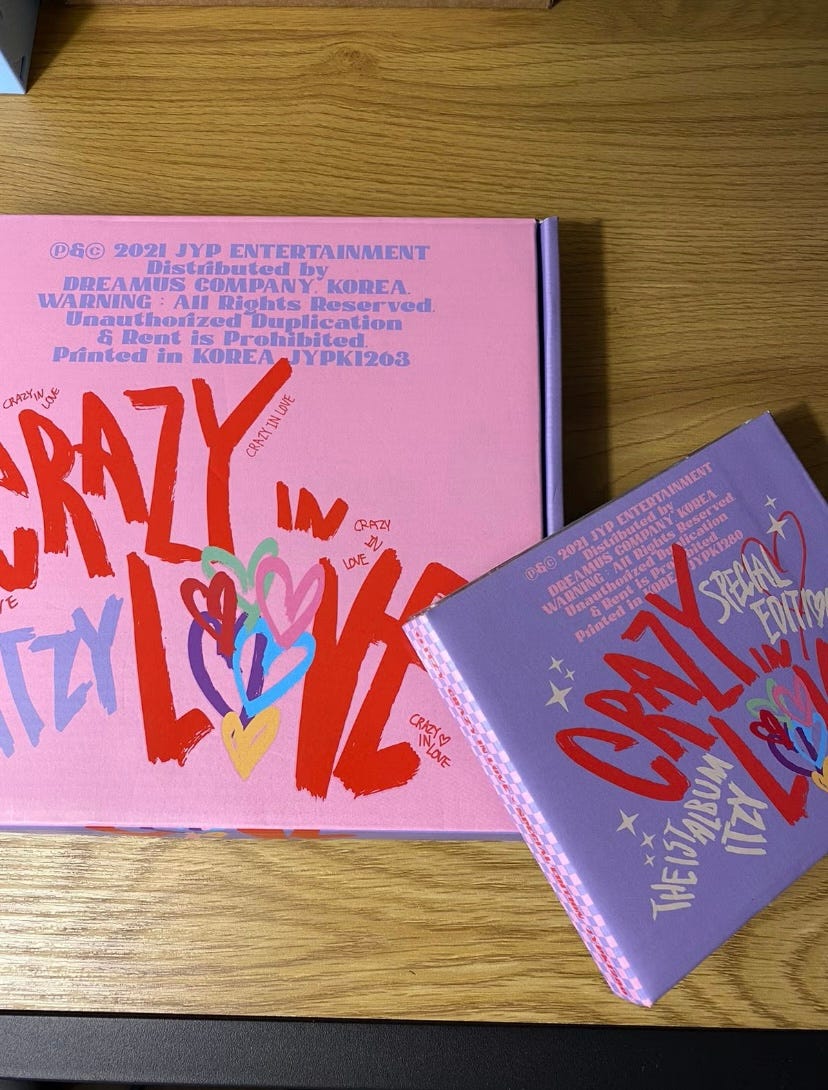 ℗&© 2021 JYP ENTERTAINMENT
Distributed by
DREAMUS COMPANY. KOREA.
WARNING : All Rights Reserved.
Unauthorized Duplication
& Rent is Prohibited.
Printed in KOREA JYPK1263
CRAZY IN
LOVE
CRAZY IN LOVE
CRAZY
IN
CRAZY
IN
LOVE
LOVE
ITZY
CRAZY
IN
LOVE
℗&© 2021 JYP ENTERTAINMENT
Distributed by
DREAMUS COMPANY KOREA
WARNING : All Rights Reserved
Unauthorized Duplication
& Rent is Prohibited
Printed in KOREA JYPK1280
SPECIAL
EDITION
CRAZY
IN
THE 1ST ALBUM
ITZY